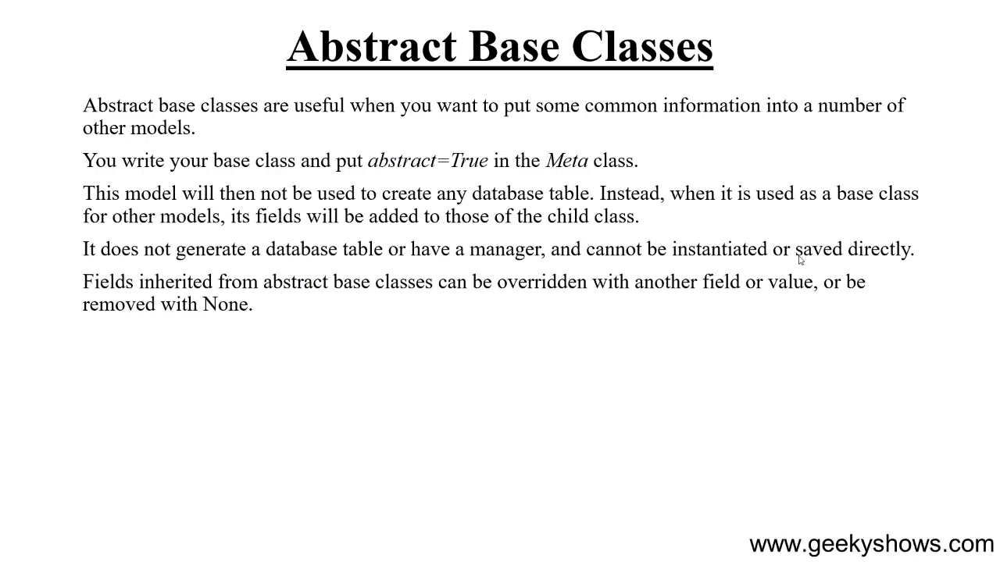 Abstract Base Classes
Abstract base classes are useful when you want to put some common information into a number of
other models.
You write your base class and put abstract=True in the Meta class.
This model will then not be used to create any database table. Instead, when it is used as a base class
for other models, its fields will be added to those of the child class.
It does not generate a database table or have a manager, and cannot be instantiated or saved directly.
Fields inherited from abstract base classes can be overridden with another field or value, or be
removed with None.
www.geekyshows.com